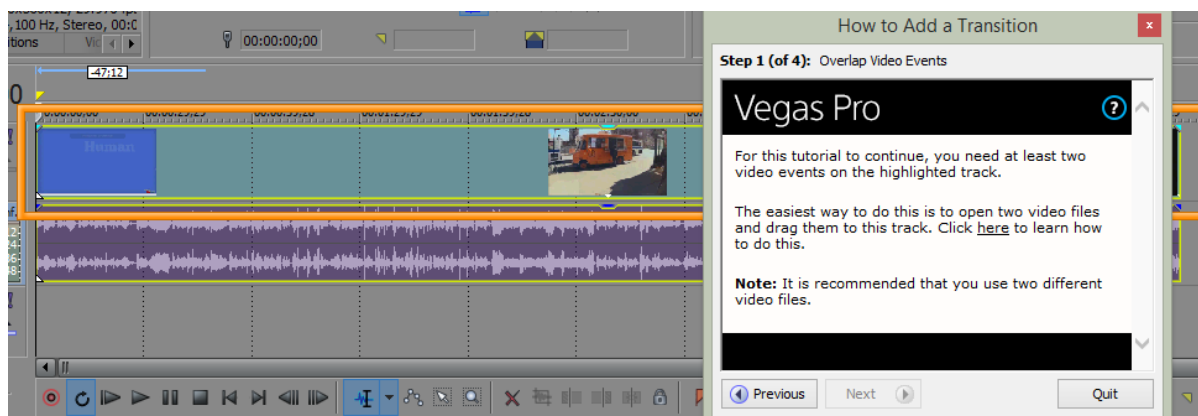 , 100 Hz, Stereo, 00:0
itions
00:00:00;00
-47;12
Human
How to Add a Transition
Step 1 (of 4): Overlap Video Events
Vegas Pro
For this tutorial to continue, you need at least two
video events on the highlighted track.
The easiest way to do this is to open two video files
and drag them to this track. Click here to learn how
to do this.
Note: It is recommended that you use two different
video files.
Previous
Next
Quit